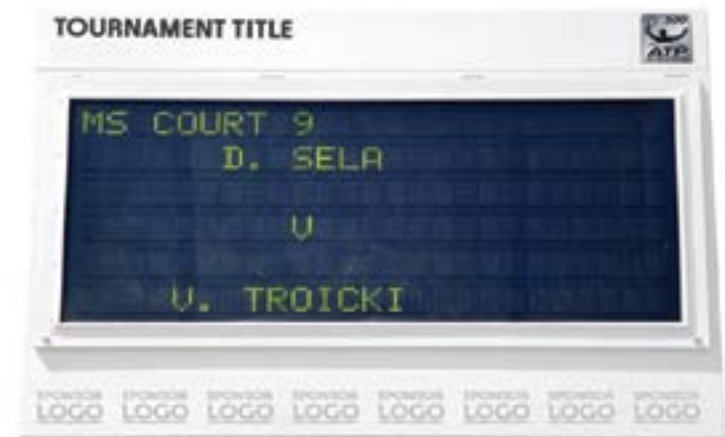 TOURNAMENT TITLE
500
ATP
MS COURT 9
D. SELA
V
V. TROICKI
SPONSOR SPONSOR SPONSOR SPONSOR SPONSOR SPONSOR SPONSOR SPONSOR
LOGO LOGO LOGO LOGO LOGO LOGO LOGO LOGO